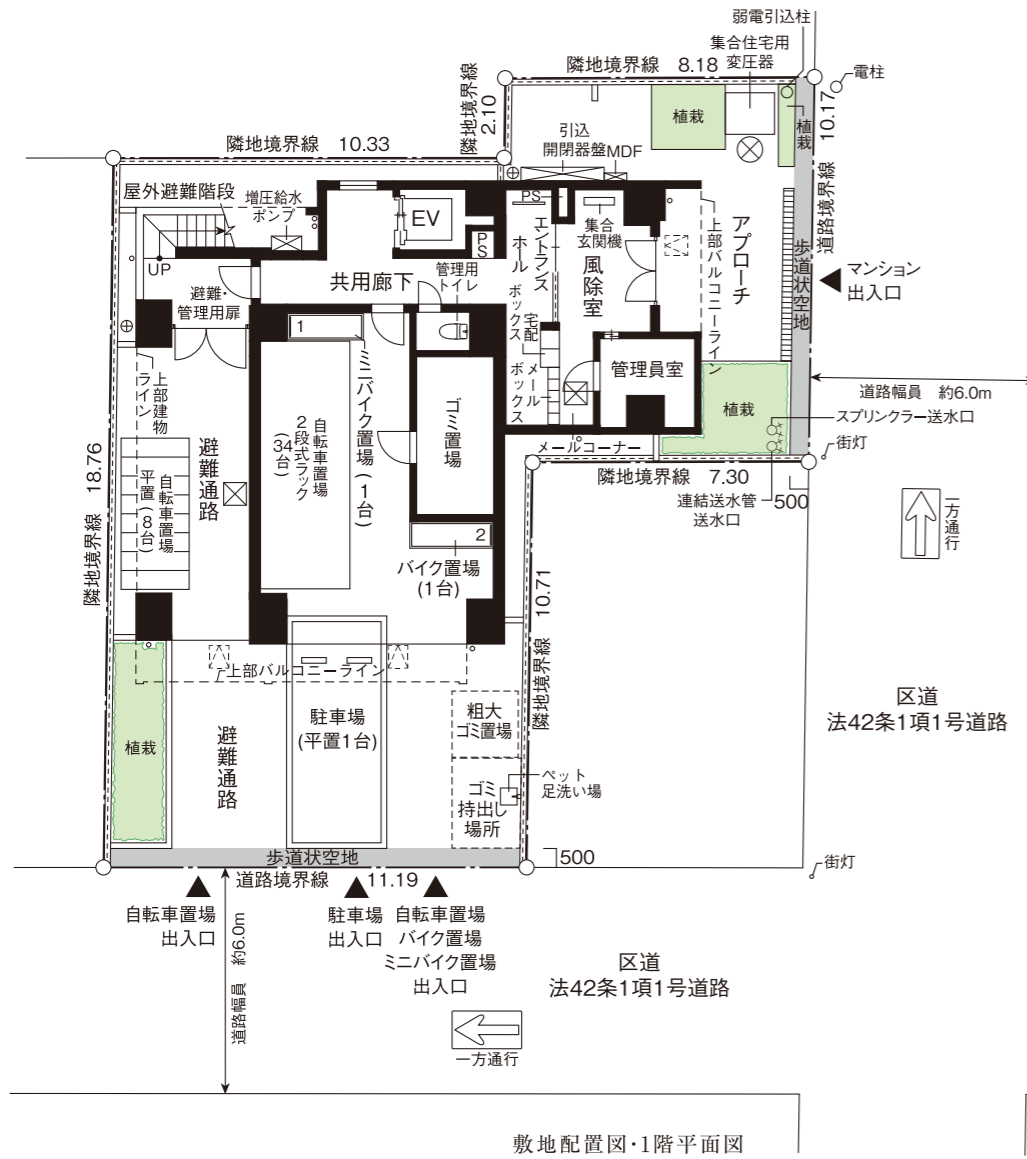 弱電引込柱
集合住宅用
変圧器
隣地境界線 8.18
電柱
隣地境界線 2.10
植栽
植栽
道路境界線 10.17
隣地境界線 10.33
引込
開閉器盤
MDF
屋外避難階段
増圧給水
ポンプ
EV
PS
PS
集合
玄関機
UP
避難・
管理用扉
共用廊下
管理用
トイレ
エントランス
ホール
風除室
アプローチ
上部バルコニーライン
歩道状空地
マンション
出入口
宅配
ボックス
メール
ボックス
管理員室
メールコーナー
植栽
道路幅員 約6.0m
スプリンクラー送水口
街灯
隣地境界線 7.30
連結送水管
送水口
500
一方通行
1
ミニバイク置場(1台)
自転車置場
2段式ラック
(34台)
ゴミ置場
2
バイク置場
(1台)
上部建物
ライン
避難通路
自転車置場
平置(8台)
隣地境界線 18.76
隣地境界線 10.71
上部バルコニーライン
植栽
避難通路
駐車場
(平置1台)
粗大
ゴミ置場
ゴミ
持出し
場所
ペット
足洗い場
区道
法42条1項1号道路
歩道状空地
500
道路境界線 11.19
街灯
自転車置場
出入口
駐車場
出入口
自転車置場
バイク置場
ミニバイク置場
出入口
道路幅員 約6.0m
区道
法42条1項1号道路
一方通行
敷地配置図・1階平面図